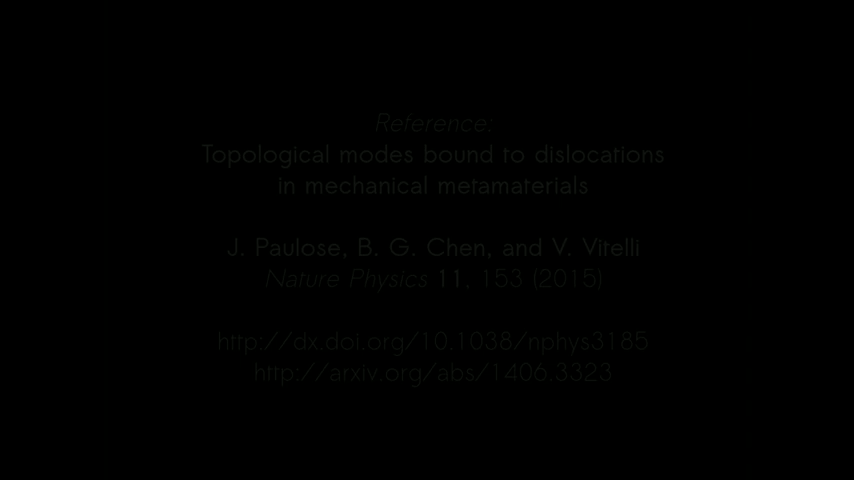 Reference:
Topological modes bound to dislocations
in mechanical metamaterials
J. Paulose, B. G. Chen, and V. Vitelli
Nature Physics 11, 153 (2015)
http://dx.doi.org/10.1038/nphys3185
http://arxiv.org/abs/1406.3323